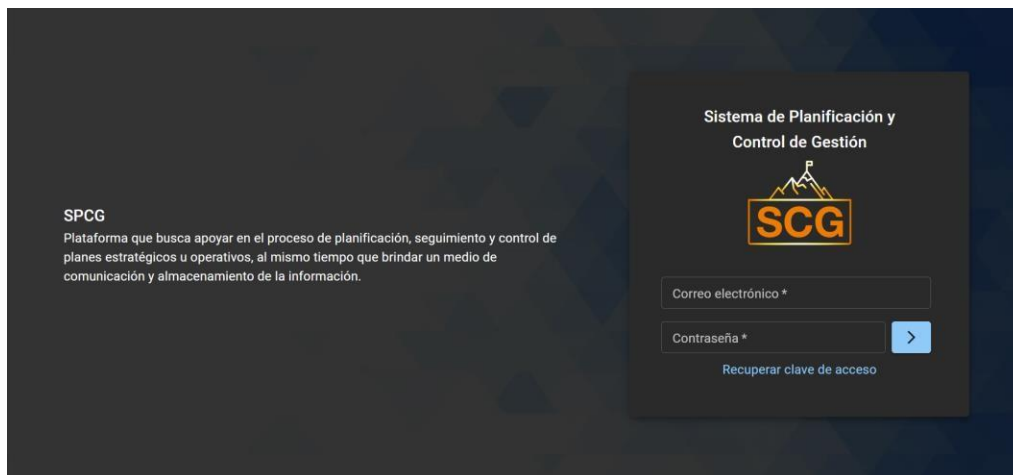 SPCG
Plataforma que busca apoyar en el proceso de planificación, seguimiento y control de
planes estratégicos u operativos, al mismo tiempo que brindar un medio de
comunicación y almacenamiento de la información.
Sistema de Planificación y
Control de Gestión
SCG
Correo electrónico *
Contraseña *
Recuperar clave de acceso